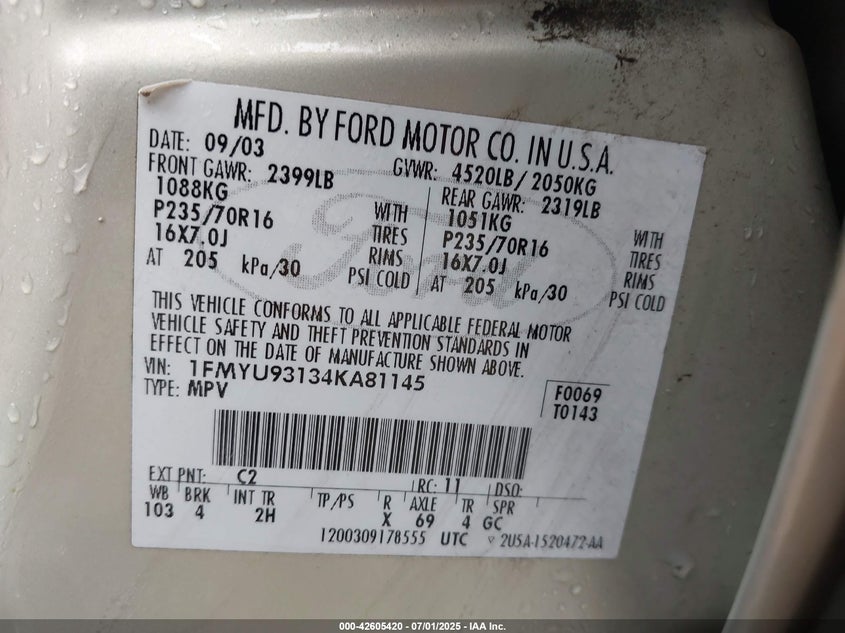 MFD. BY FORD MOTOR CO. IN U.S.A.
DATE: 09/03 GVWR: 4520LB/ 2050KG
FRONT GAWR: 2399LB REAR GAWR: 2319LB
1088KG WITH 1051KG WITH
P235/70R16 TIRES P235/70R16 TIRES
16X7.0J RIMS 16X7.0J RIMS
AT 205 kPa/30 PSI COLD AT 205 kPa/30 PSI COLD
Ford
THIS VEHICLE CONFORMS TO ALL APPLICABLE FEDERAL MOTOR
VEHICLE SAFETY AND THEFT PREVENTION STANDARDS IN
EFFECT ON THE DATE OF MANUFACTURE SHOWN ABOVE.
VIN: 1FMYU93134KA81145
TYPE: MPV
F0069
T0143
EXT PNT: C2 RC: 11 DSO:
WB BRK INT TR TP/PS R AXLE TR SPR
103 4 2H X 69 4 GC
1200309178555 UTC 2U5A-1520472-AA
000-42605420 - 07/01/2025 - IAA Inc.